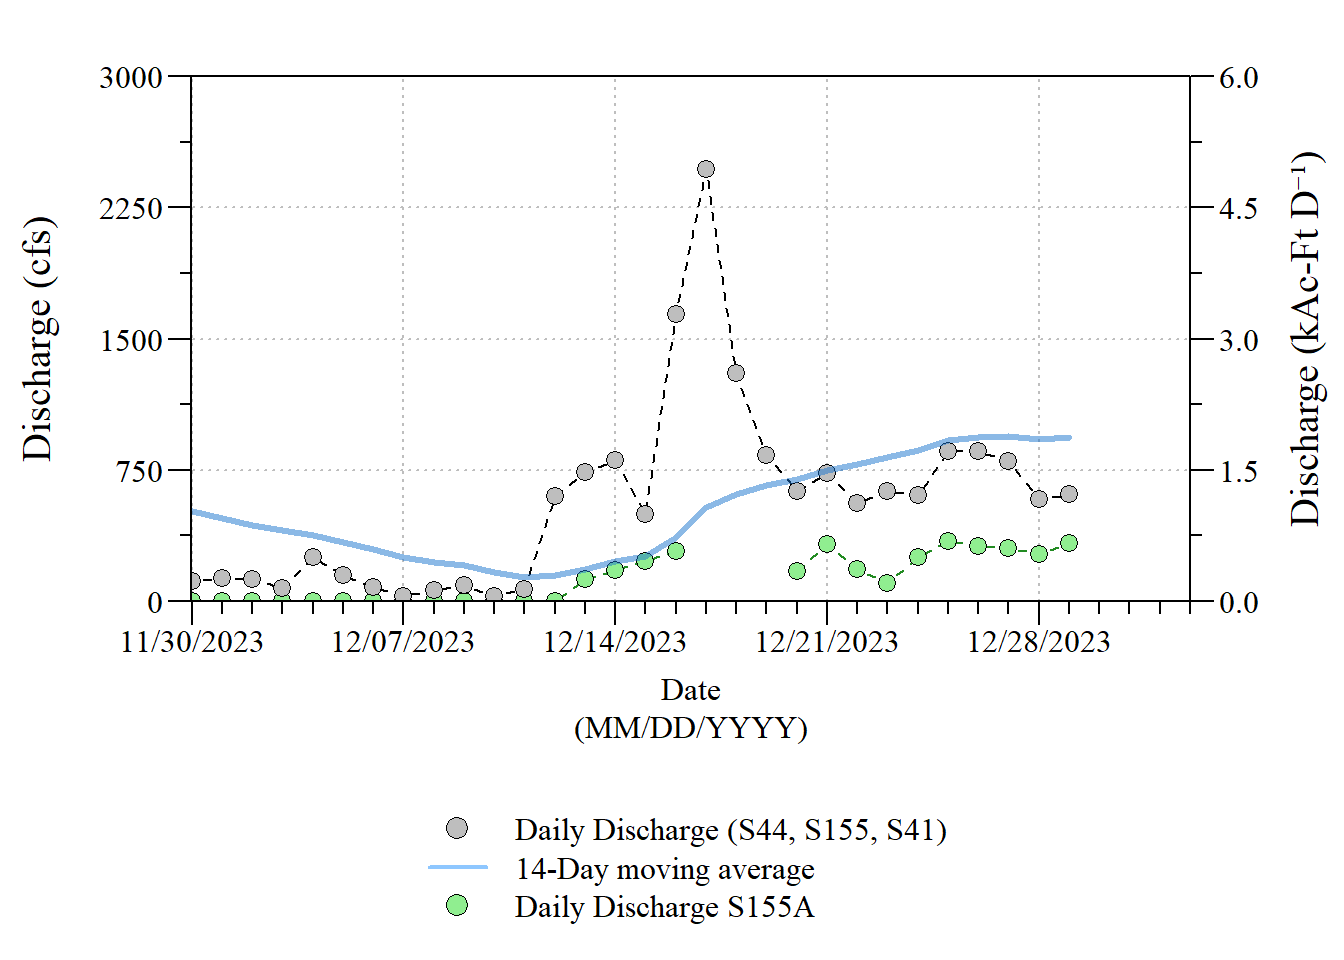 3000
2250
1500
750
0
6.0
4.5
3.0
1.5
0.0
Discharge (cfs)
Discharge (kAc-Ft D⁻¹)
11/30/2023 12/07/2023 12/14/2023 12/21/2023 12/28/2023
Date
(MM/DD/YYYY)
Daily Discharge (S44, S155, S41)
14-Day moving average
Daily Discharge S155A